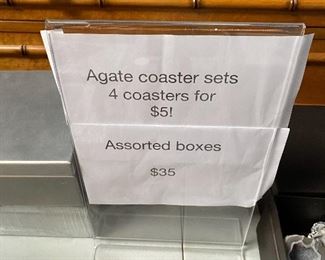 Agate coaster sets
4 coasters for
$5!
Assorted boxes
$35